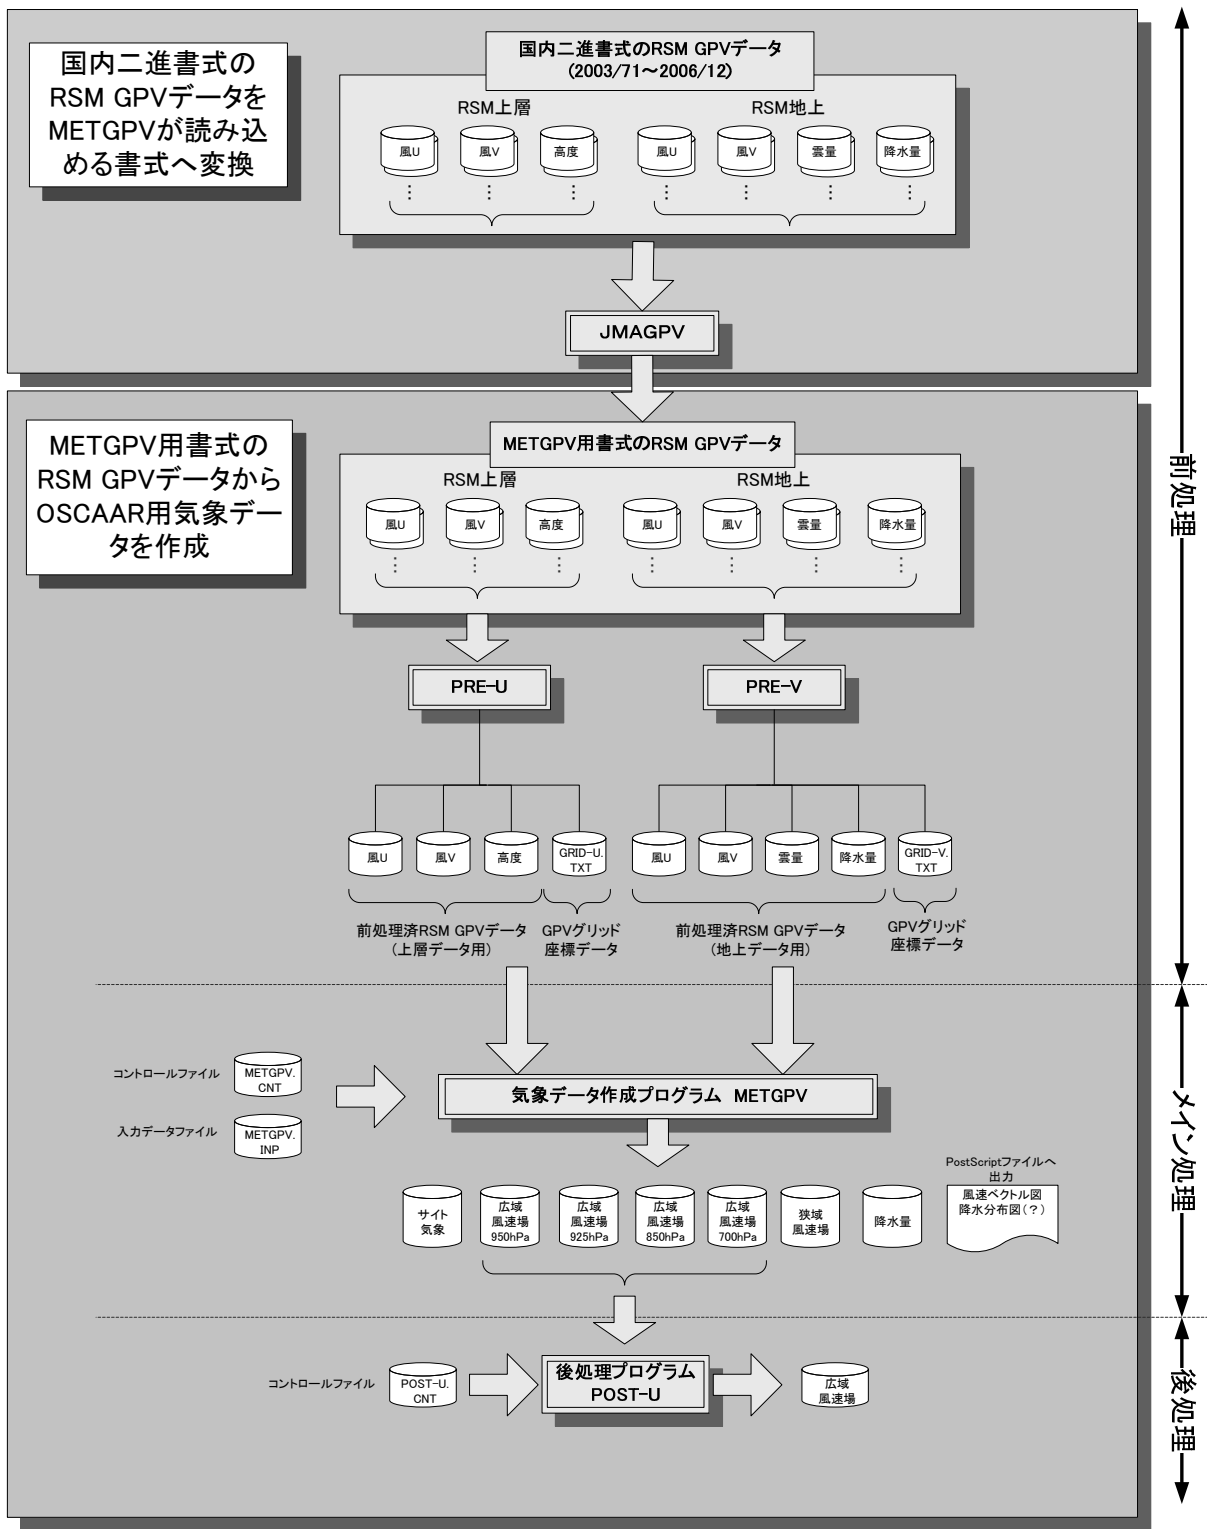 国内二進書式の
RSM GPVデータを
METGPVが読み込
める書式へ変換
国内二進書式のRSM GPVデータ
(2003/71～2006/12)
RSM上層
RSM地上
風U
風V
高度
風U
風V
雲量
降水量
JMAGPV
METGPV用書式の
RSM GPVデータから
OSCAAR用気象デー
タを作成
METGPV用書式のRSM GPVデータ
RSM上層
RSM地上
風U
風V
高度
風U
風V
雲量
降水量
PRE-U
PRE-V
風U
風V
高度
GRID-U.
TXT
風U
風V
雲量
降水量
GRID-V.
TXT
前処理済RSM GPVデータ
(上層データ用)
GPVグリッド
座標データ
前処理済RSM GPVデータ
(地上データ用)
GPVグリッド
座標データ
前処理
コントロールファイル
METGPV.
CNT
入力データファイル
METGPV.
INP
気象データ作成プログラム METGPV
サイト
気象
広域
風速場
950hPa
広域
風速場
925hPa
広域
風速場
850hPa
広域
風速場
700hPa
狭域
風速場
降水量
PostScriptファイルへ
出力
風速ベクトル図
降水分布図(？)
メイン処理
コントロールファイル
POST-U.
CNT
後処理プログラム
POST-U
広域
風速場
後処理